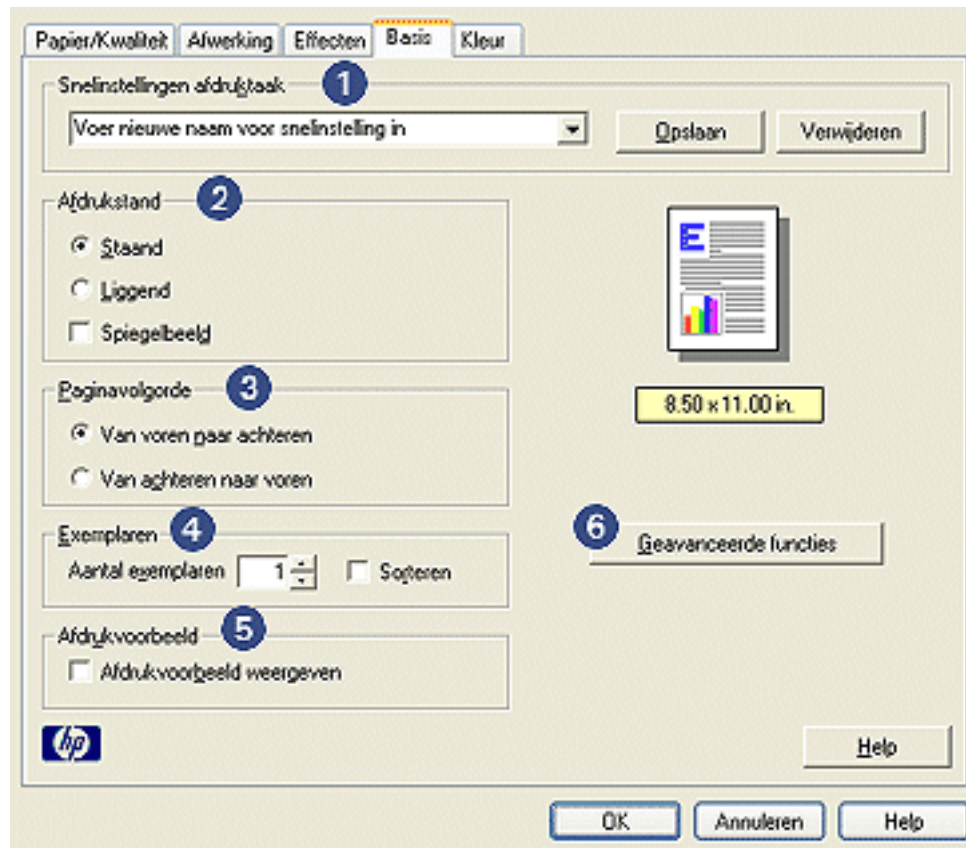 Papier/Kwaliteit Afwerking Effecten Basis Kleur
Snelinstellingen afdruktaak 1
Voer nieuwe naam voor snelinstelling in Opslaan Verwijderen
Afdrukstand 2
Staand
Liggend
Spiegelbeeld
Paginavolgorde 3
Van voren naar achteren
Van achteren naar voren
8.50 x 11.00 in.
Exemplaren 4
Aantal exemplaren 1 Sorteren
6 Geavanceerde functies
Afdrukvoorbeeld 5
Afdrukvoorbeeld weergeven
hp
Help
OK Annuleren Help